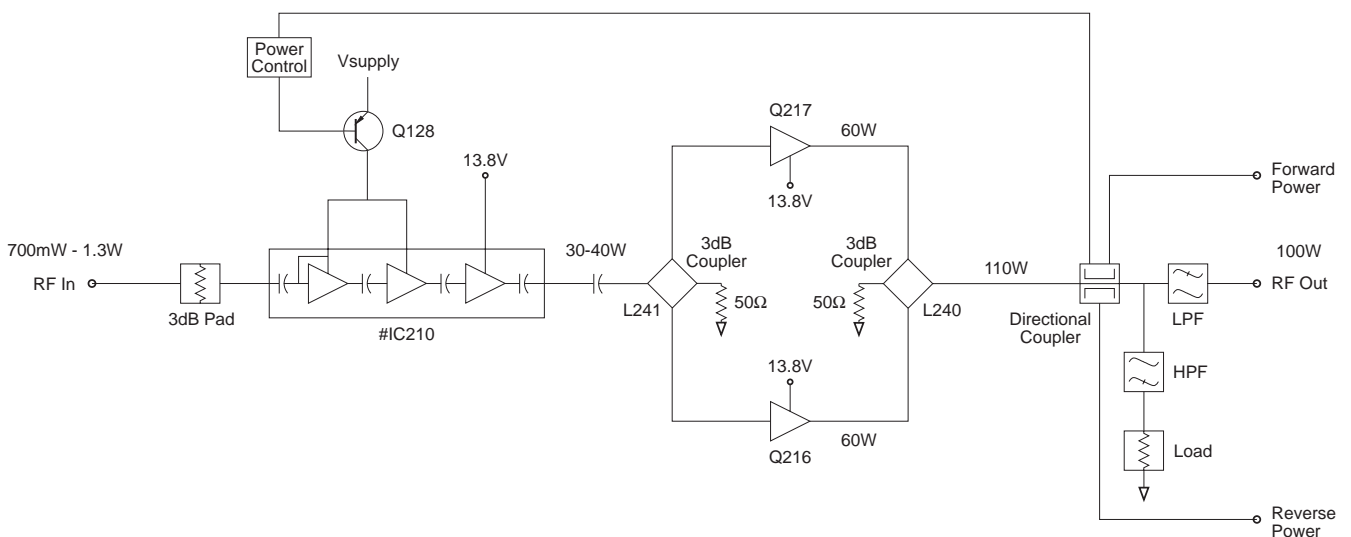 Power
Control
Vsupply
Q128
13.8V
700mW - 1.3W
RF In
3dB Pad
#IC210
30-40W
L241
3dB
Coupler
50Ω
Q217
60W
13.8V
13.8V
Q216
60W
3dB
Coupler
50Ω
L240
110W
Directional
Coupler
Forward
Power
100W
RF Out
LPF
HPF
Load
Reverse
Power